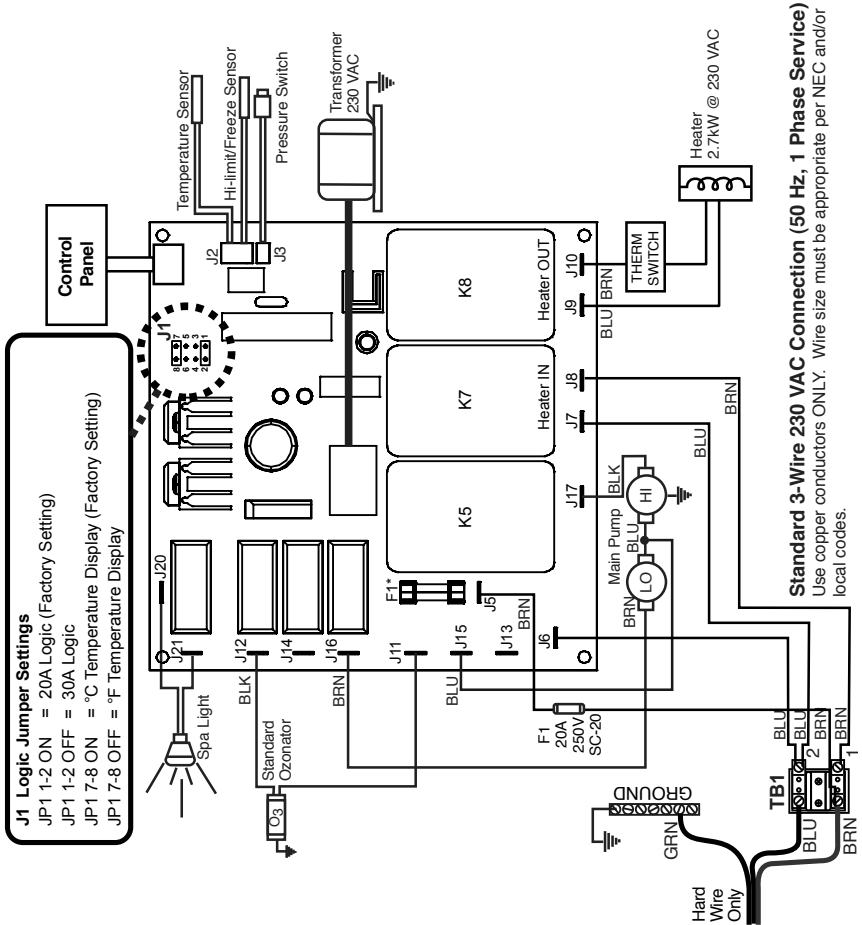 J1 Logic Jumper Settings
JP1 1-2 ON = 20A Logic (Factory Setting)
JP1 1-2 OFF = 30A Logic
JP1 7-8 ON = °C Temperature Display (Factory Setting)
JP1 7-8 OFF = °F Temperature Display
Control
Panel
Temperature Sensor
Hi-limit/Freeze Sensor
Pressure Switch
Transformer
230 VAC
J1
8 7
6 5
4 3
2 1
J2
J3
Spa Light
J21
J20
J12
BLK
J14
J16
BRN
J11
J15
BLU
J13
J6
F1*
J5
BRN
K5
K7
K8
Heater IN
Heater OUT
J17
J7
J8
J9
J10
BLK
BLU
BRN
THERM
SWITCH
Heater
2.7kW @ 230 VAC
Standard
Ozonator
O3
Main Pump
BRN
LO
BLU
HI
F1
20A
250V
SC-20
BLU
BRN
GROUND
GRN
Hard
Wire
Only
TB1
BLU
BLU
BLU
2
BRN
BRN
BRN
1
Standard 3-Wire 230 VAC Connection (50 Hz, 1 Phase Service)
Use copper conductors ONLY. Wire size must be appropriate per NEC and/or
local codes.